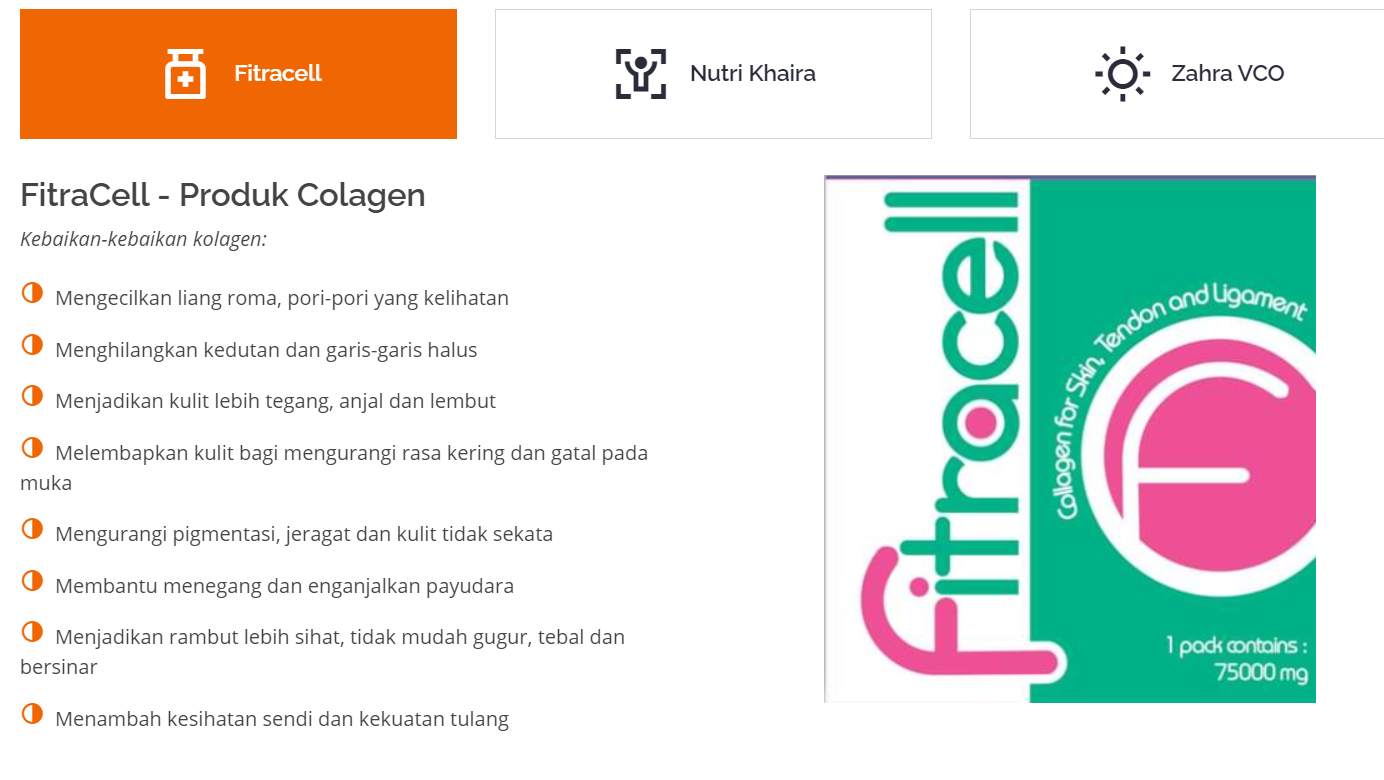 Fitracell
Nutri Khaira
Zahra VCO
FitraCell - Produk Colagen
Kebaikan-kebaikan kolagen:
Mengecilkan liang roma, pori-pori yang kelihatan
Menghilangkan kedutan dan garis-garis halus
Menjadikan kulit lebih tegang, anjal dan lembut
Melembapkan kulit bagi mengurangi rasa kering dan gatal pada
muka
Mengurangi pigmentasi, jeragat dan kulit tidak sekata
Membantu menegang dan enganjalkan payudara
Menjadikan rambut lebih sihat, tidak mudah gugur, tebal dan
bersinar
Menambah kesihatan sendi dan kekuatan tulang
fitracell
Collagen for Skin, Tendon and Ligament
F
1 pack contains :
75000 mg